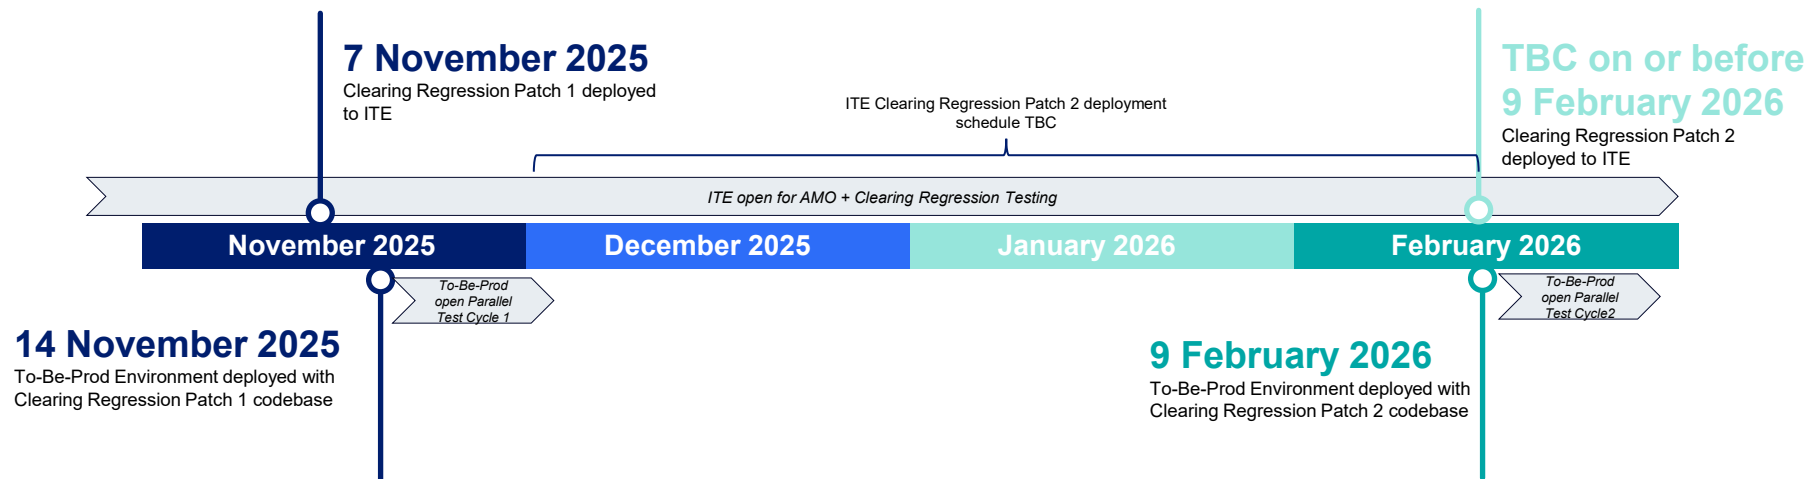 7 November 2025
Clearing Regression Patch 1 deployed
to ITE
ITE Clearing Regression Patch 2 deployment
schedule TBC
TBC on or before
9 February 2026
Clearing Regression Patch 2
deployed to ITE
ITE open for AMO + Clearing Regression Testing
November 2025
December 2025
January 2026
February 2026
To-Be-Prod
open Parallel
Test Cycle 1
To-Be-Prod
open Parallel
Test Cycle2
14 November 2025
To-Be-Prod Environment deployed with
Clearing Regression Patch 1 codebase
9 February 2026
To-Be-Prod Environment deployed with
Clearing Regression Patch 2 codebase